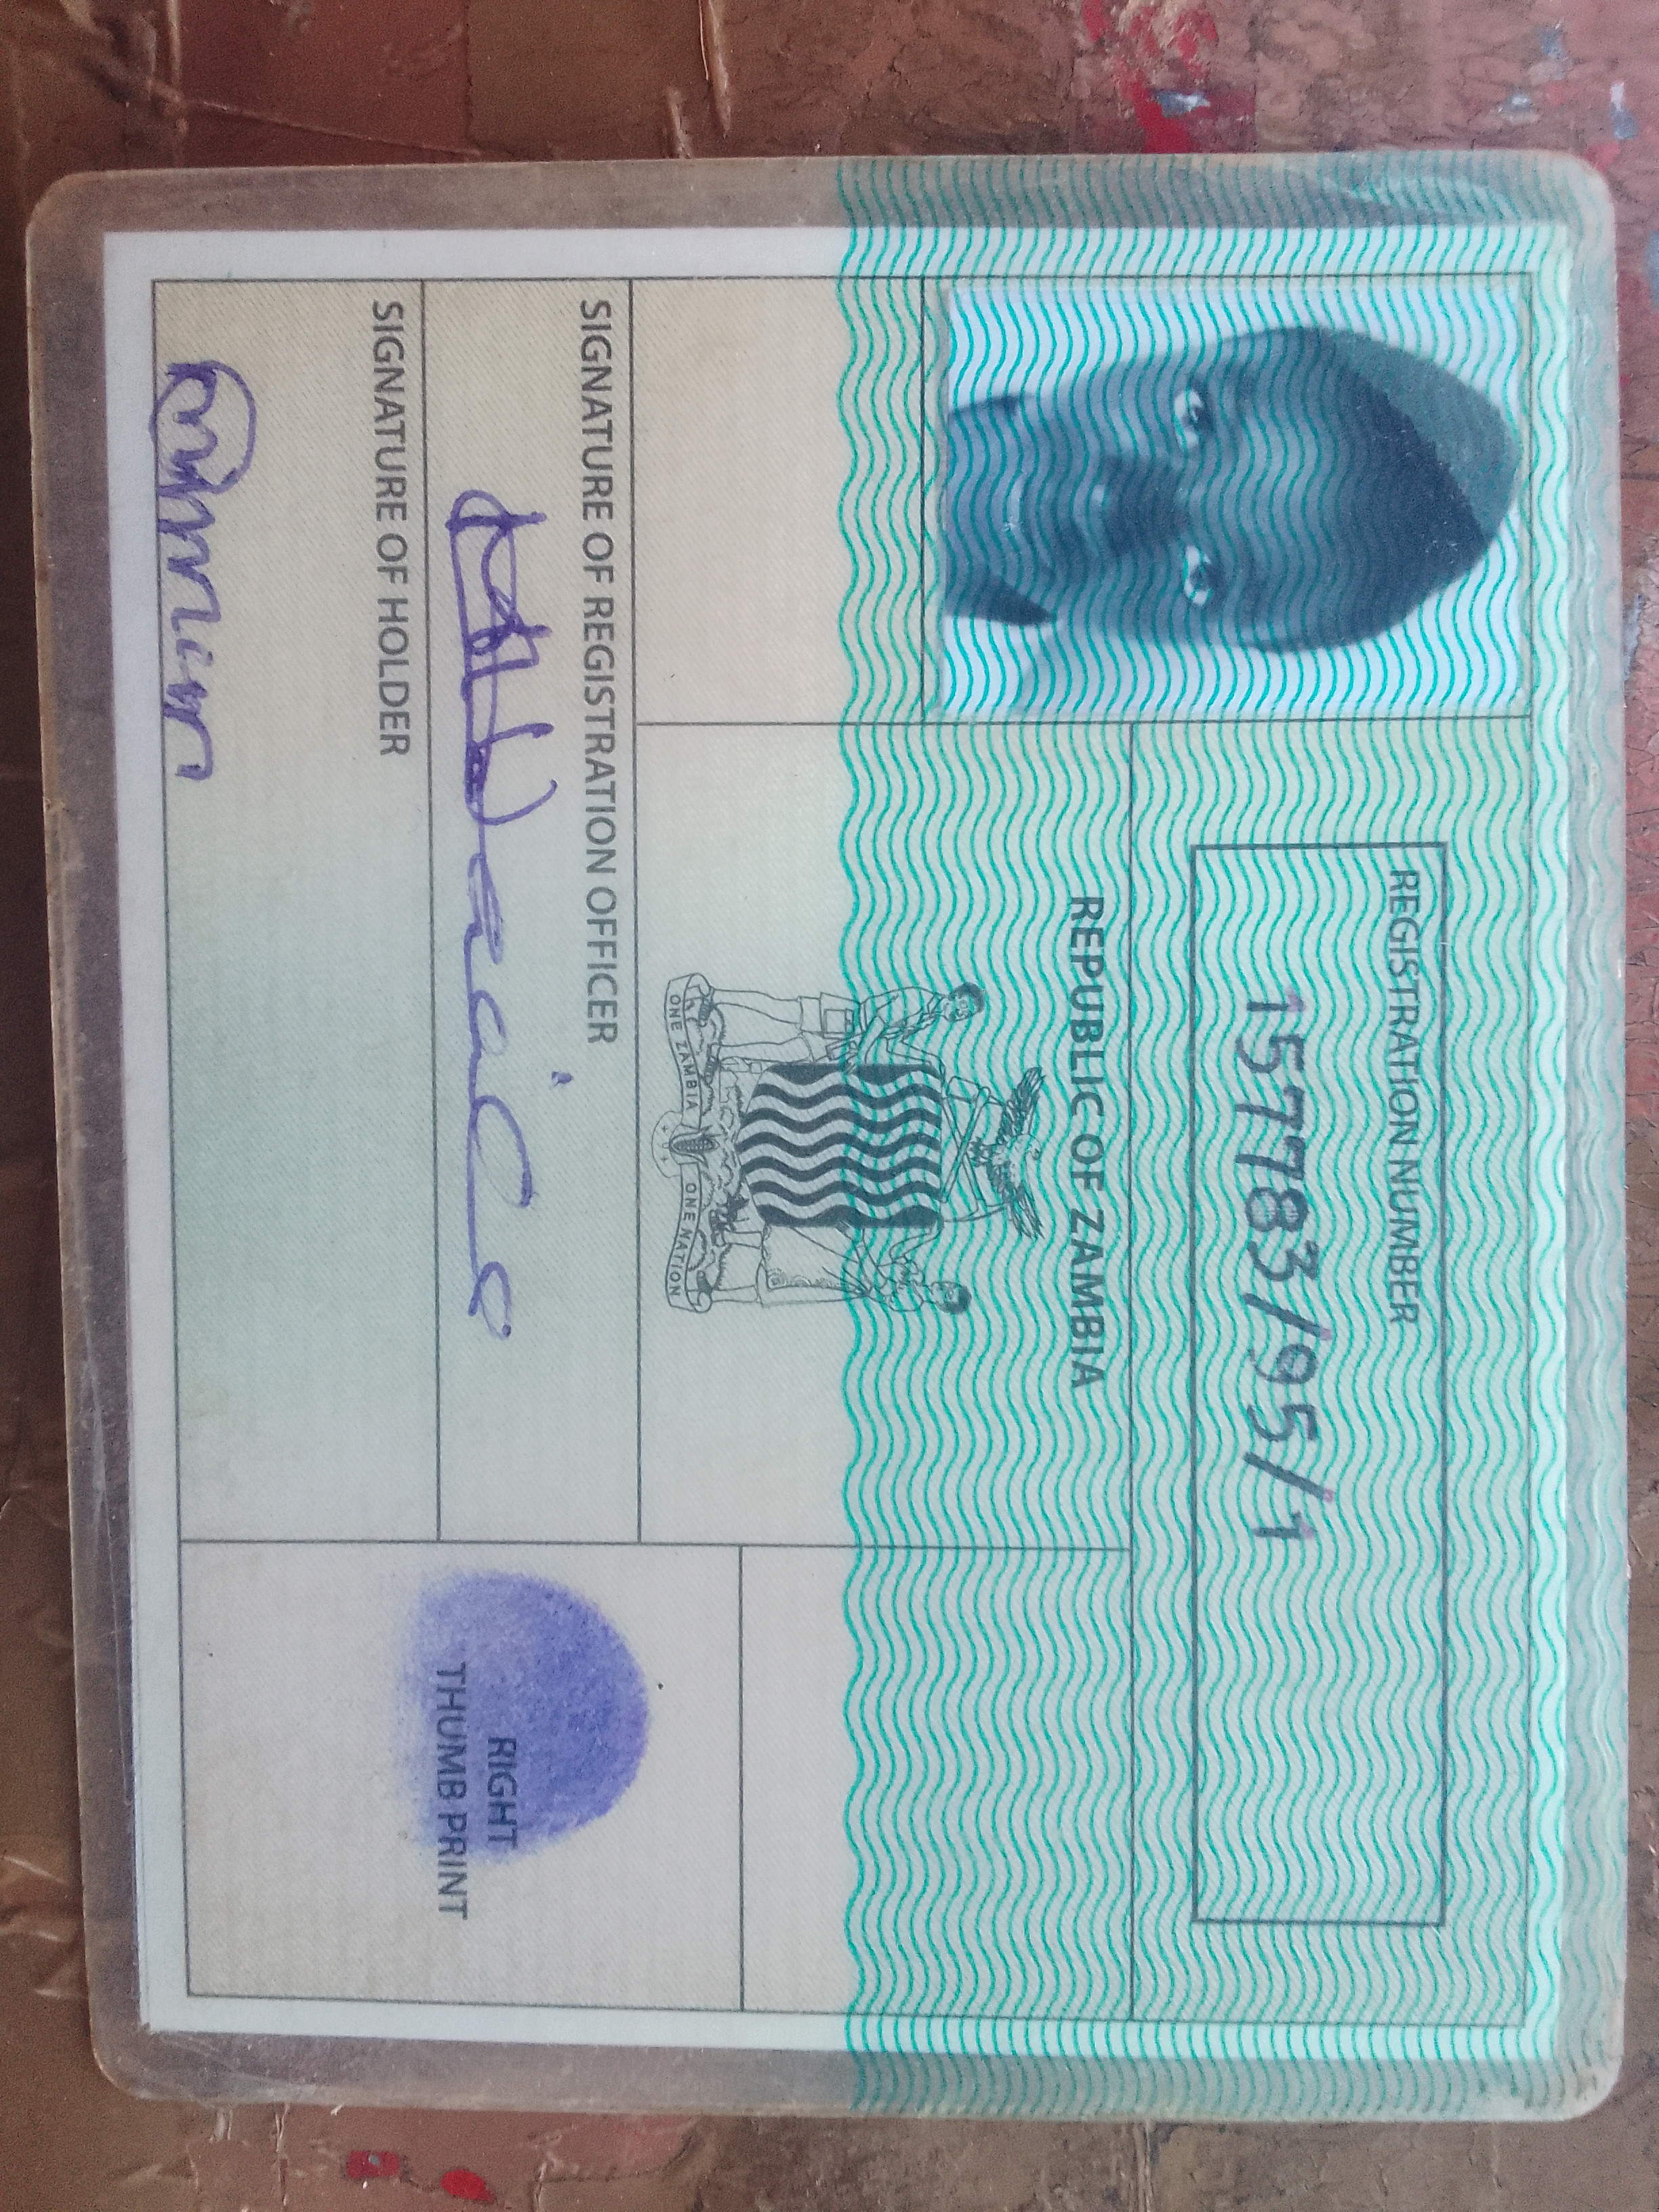 REGISTRATION NUMBER
157783/95/1
REPUBLIC OF ZAMBIA
ONE ZAMBIA ONE NATION
SIGNATURE OF REGISTRATION OFFICER
SIGNATURE OF HOLDER
RIGHT
THUMB PRINT